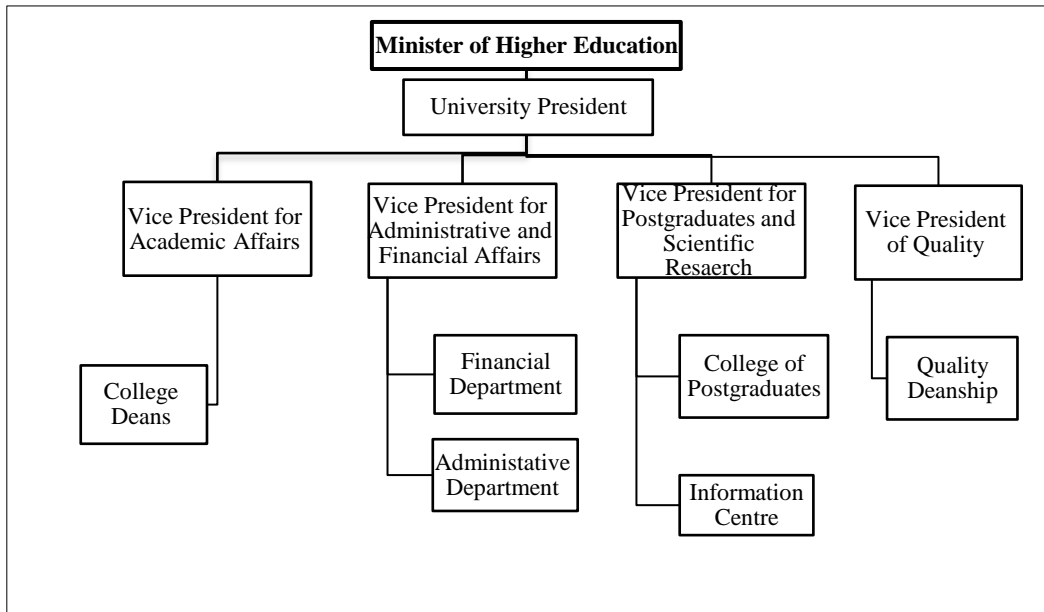 Minister of Higher Education
University President
Vice President for
Academic Affairs
Vice President for
Administrative and
Financial Affairs
Vice President for
Postgraduates and
Scientific
Resaerch
Vice President
of Quality
College
Deans
Financial
Department
Administative
Department
College of
Postgraduates
Information
Centre
Quality
Deanship